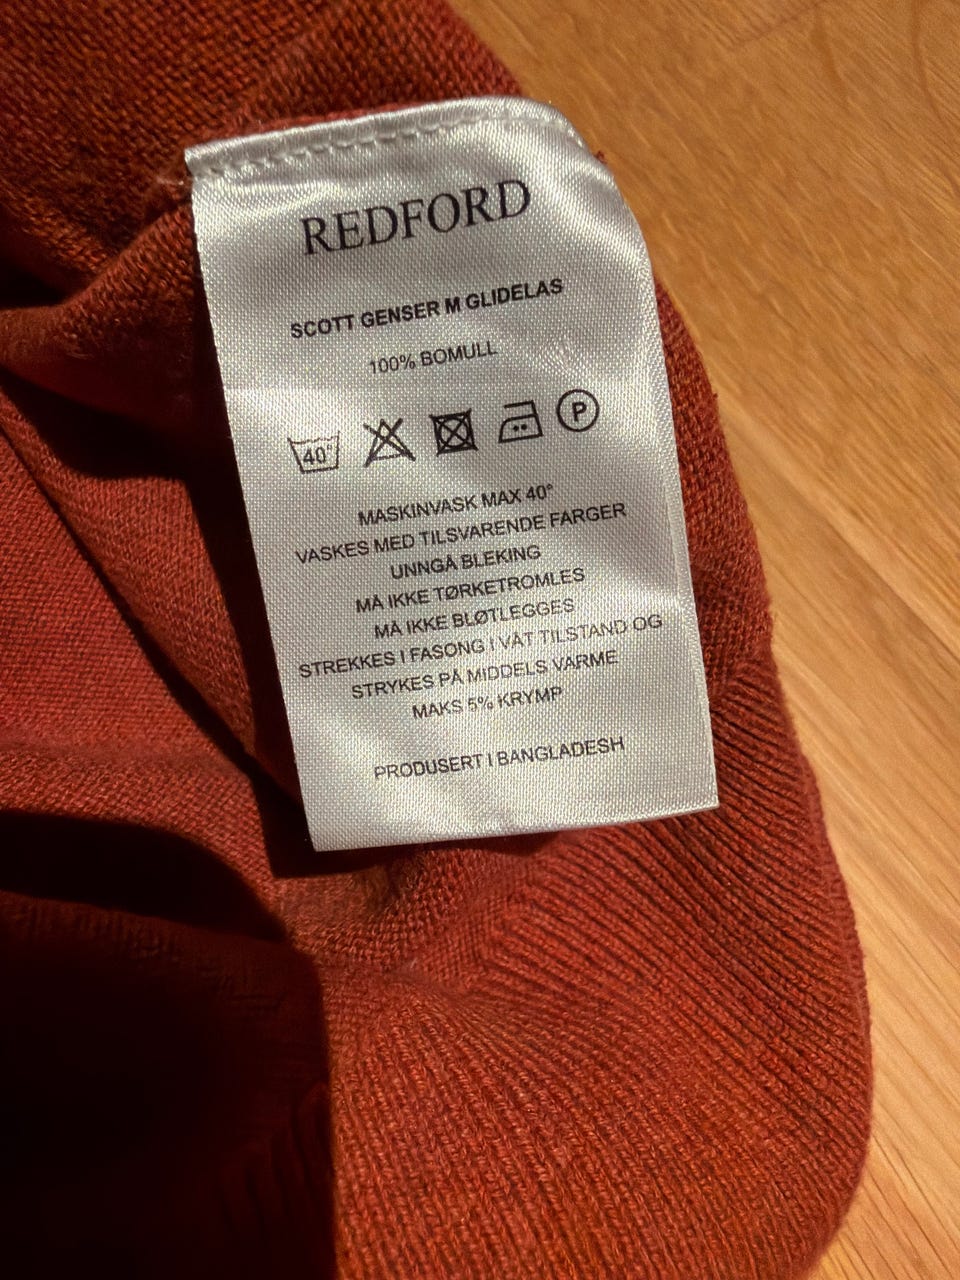 REDFORD
SCOTT GENSER M GLIDELAS
100% BOMULL
40° P
MASKINVASK MAX 40°
VASKES MED TILSVARENDE FARGER
UNNGÅ BLEKING
MÅ IKKE TØRKETROMLES
MÅ IKKE BLØTLEGGES
STREKKES I FASONG I VÅT TILSTAND OG
STRYKES PÅ MIDDELS VARME
MAKS 5% KRYMP
PRODUSERT I BANGLADESH